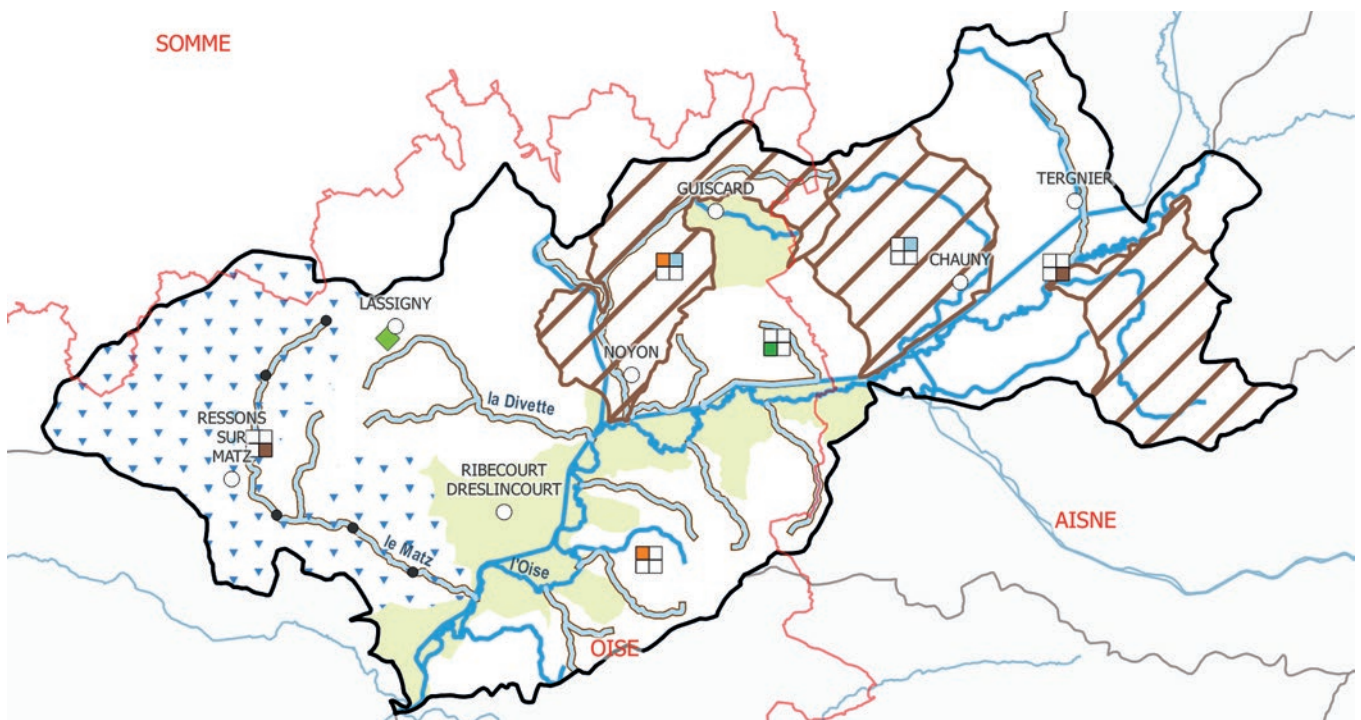 SOMME
TERGNIER
GUISCARD
CHAUNY
LASSIGNY
NOYON
la Divette
RESSONS
SUR
MATZ
RIBECOURT
DRESLINCOURT
AISNE
le Matz
l'Oise
OISE